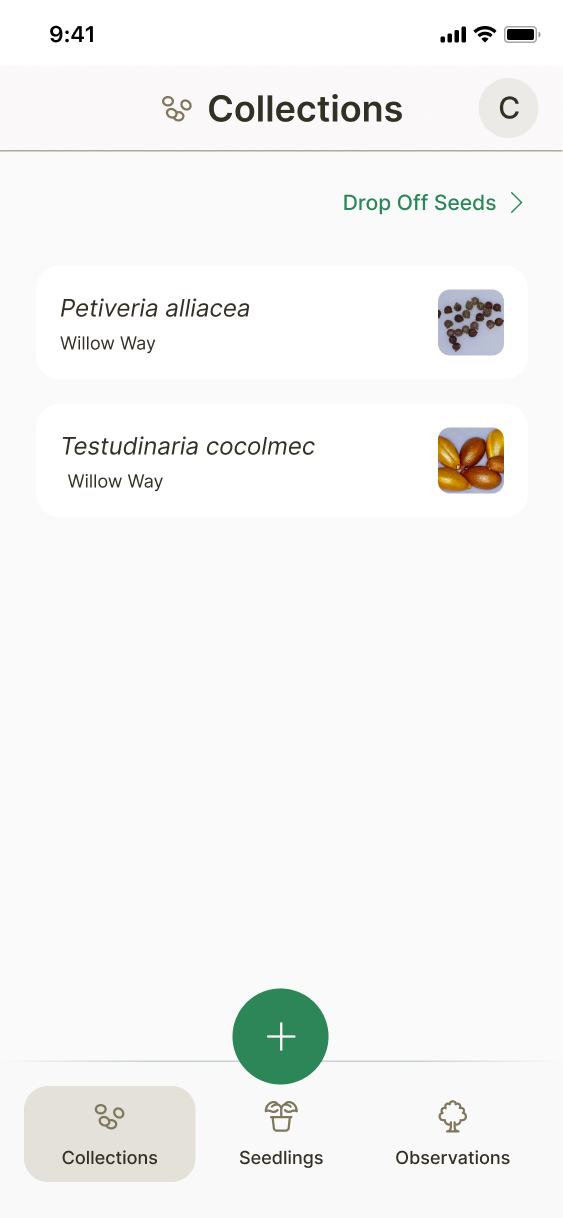 9:41
Collections
C
Drop Off Seeds
Petiveria alliacea
Willow Way
Testudinaria cocolmec
Willow Way
Collections
Seedlings
Observations